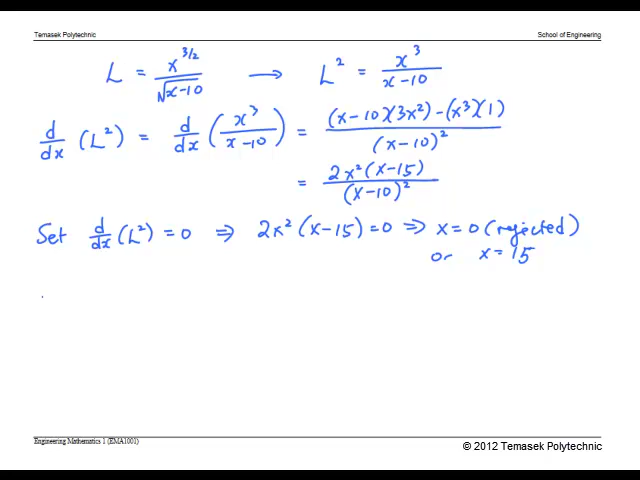 Temasek Polytechnic School of Engineering
L = x^{3/2} / √(x-10) → L² = x³ / (x-10)
d/dx (L²) = d/dx (x³ / (x-10)) = ((x-10)(3x²) - (x³)(1)) / (x-10)²
= 2x²(x-15) / (x-10)²
Set d/dx (L²) = 0 ⇒ 2x² (x-15) = 0 ⇒ x = 0 (rejected)
or x = 15
Engineering Mathematics 1 (EMA1001)
© 2012 Temasek Polytechnic